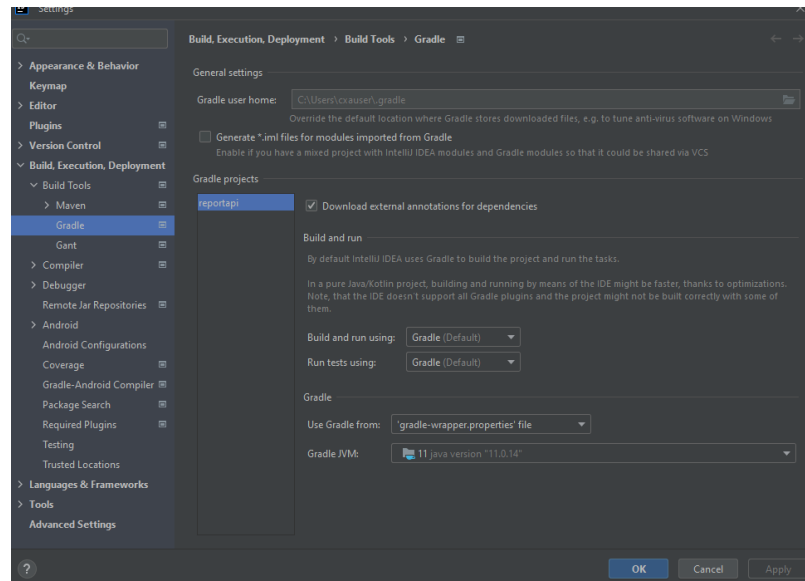 Settings
Build, Execution, Deployment › Build Tools › Gradle
Appearance & Behavior
Keymap
Editor
Plugins
Version Control
Build, Execution, Deployment
Build Tools
Maven
Gradle
Gant
Compiler
Debugger
Remote Jar Repositories
Android
Android Configurations
Coverage
Gradle-Android Compiler
Package Search
Required Plugins
Testing
Trusted Locations
Languages & Frameworks
Tools
Advanced Settings
General settings
Gradle user home: C:\Users\cxauser\.gradle
Override the default location where Gradle stores downloaded files, e.g. to tune anti-virus software on Windows
Generate *.iml files for modules imported from Gradle
Enable if you have a mixed project with IntelliJ IDEA modules and Gradle modules so that it could be shared via VCS
Gradle projects
reportapi
Download external annotations for dependencies
Build and run
By default IntelliJ IDEA uses Gradle to build the project and run the tasks.
In a pure Java/Kotlin project, building and running by means of the IDE might be faster, thanks to optimizations.
Note, that the IDE doesn't support all Gradle plugins and the project might not be built correctly with some of
them.
Build and run using: Gradle (Default)
Run tests using: Gradle (Default)
Gradle
Use Gradle from: 'gradle-wrapper.properties' file
Gradle JVM: 11 java version "11.0.14"
?
OK Cancel Apply